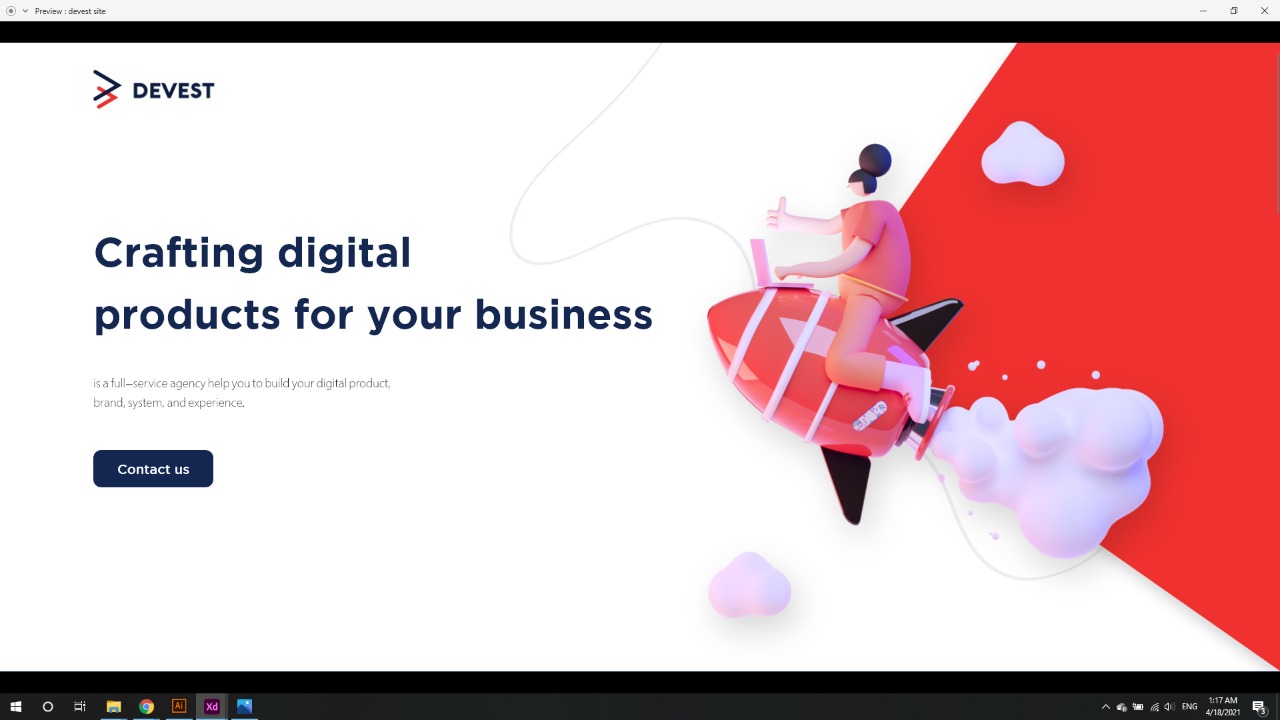 Preview : devest site
DEVEST
Crafting digital
products for your business
is a full–service agency help you to build your digital product,
brand, system, and experience.
Contact us
Ai
Xd
ENG
1:17 AM
4/18/2021
3